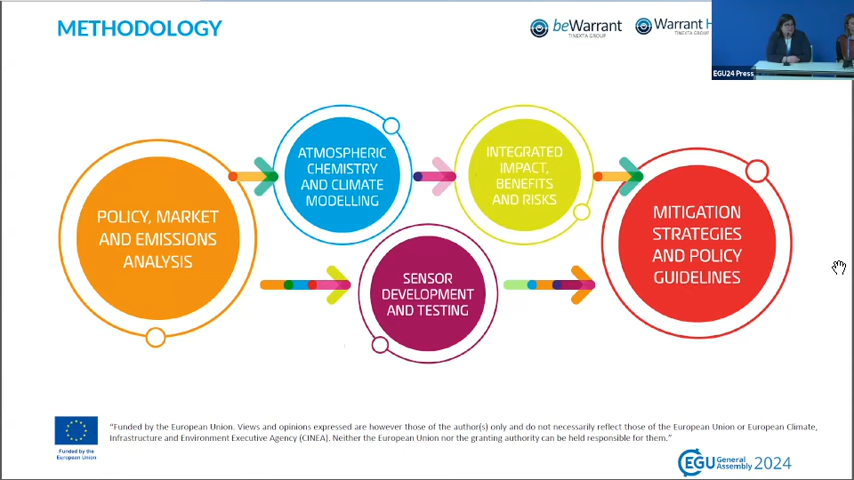 METHODOLOGY
beWarrant
TINEXTA GROUP
Warrant H
TINEXTA GROUP
EGU24 Press
POLICY, MARKET
AND EMISSIONS
ANALYSIS
ATMOSPHERIC
CHEMISTRY
AND CLIMATE
MODELLING
INTEGRATED
IMPACT,
BENEFITS
AND RISKS
SENSOR
DEVELOPMENT
AND TESTING
MITIGATION
STRATEGIES
AND POLICY
GUIDELINES
Funded by the
European Union
“Funded by the European Union. Views and opinions expressed are however those of the author(s) only and do not necessarily reflect those of the European Union or European Climate,
Infrastructure and Environment Executive Agency (CINEA). Neither the European Union nor the granting authority can be held responsible for them.”
EGU General
Assembly 2024